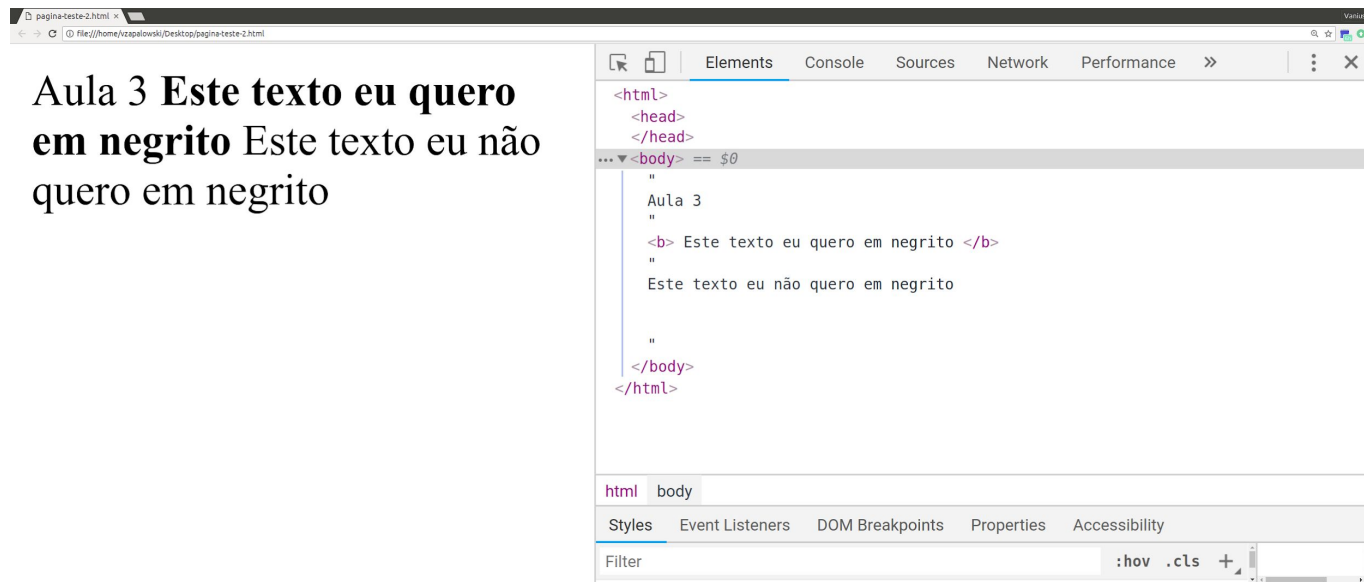 pagina-teste-2.html ×
Vaniu
file:///home/vzapalowski/Desktop/pagina-teste-2.html
Aula 3 Este texto eu quero
em negrito Este texto eu não
quero em negrito
Elements Console Sources Network Performance »
<html>
<head>
</head>
... ▼<body> == $0
"
Aula 3
"
<b> Este texto eu quero em negrito </b>
"
Este texto eu não quero em negrito
"
</body>
</html>
html body
Styles Event Listeners DOM Breakpoints Properties Accessibility
Filter :hov .cls +